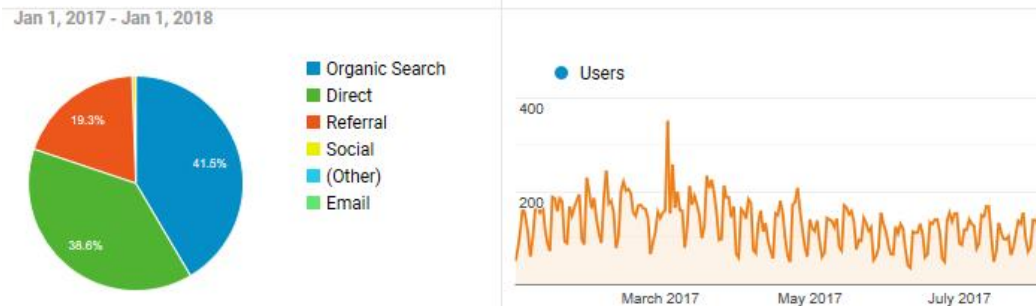 Jan 1, 2017 - Jan 1, 2018
Organic Search
Direct
Referral
Social
(Other)
Email
19.3%
41.5%
38.6%
Users
400
200
March 2017
May 2017
July 2017